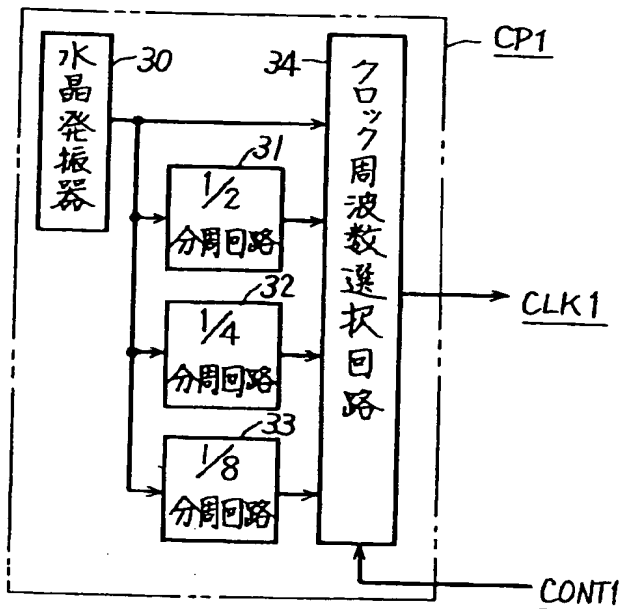 CP1
水晶発振器
30
34
クロック周波数選択回路
31
1/2
分周回路
32
1/4
分周回路
33
1/8
分周回路
CLK1
CONT1